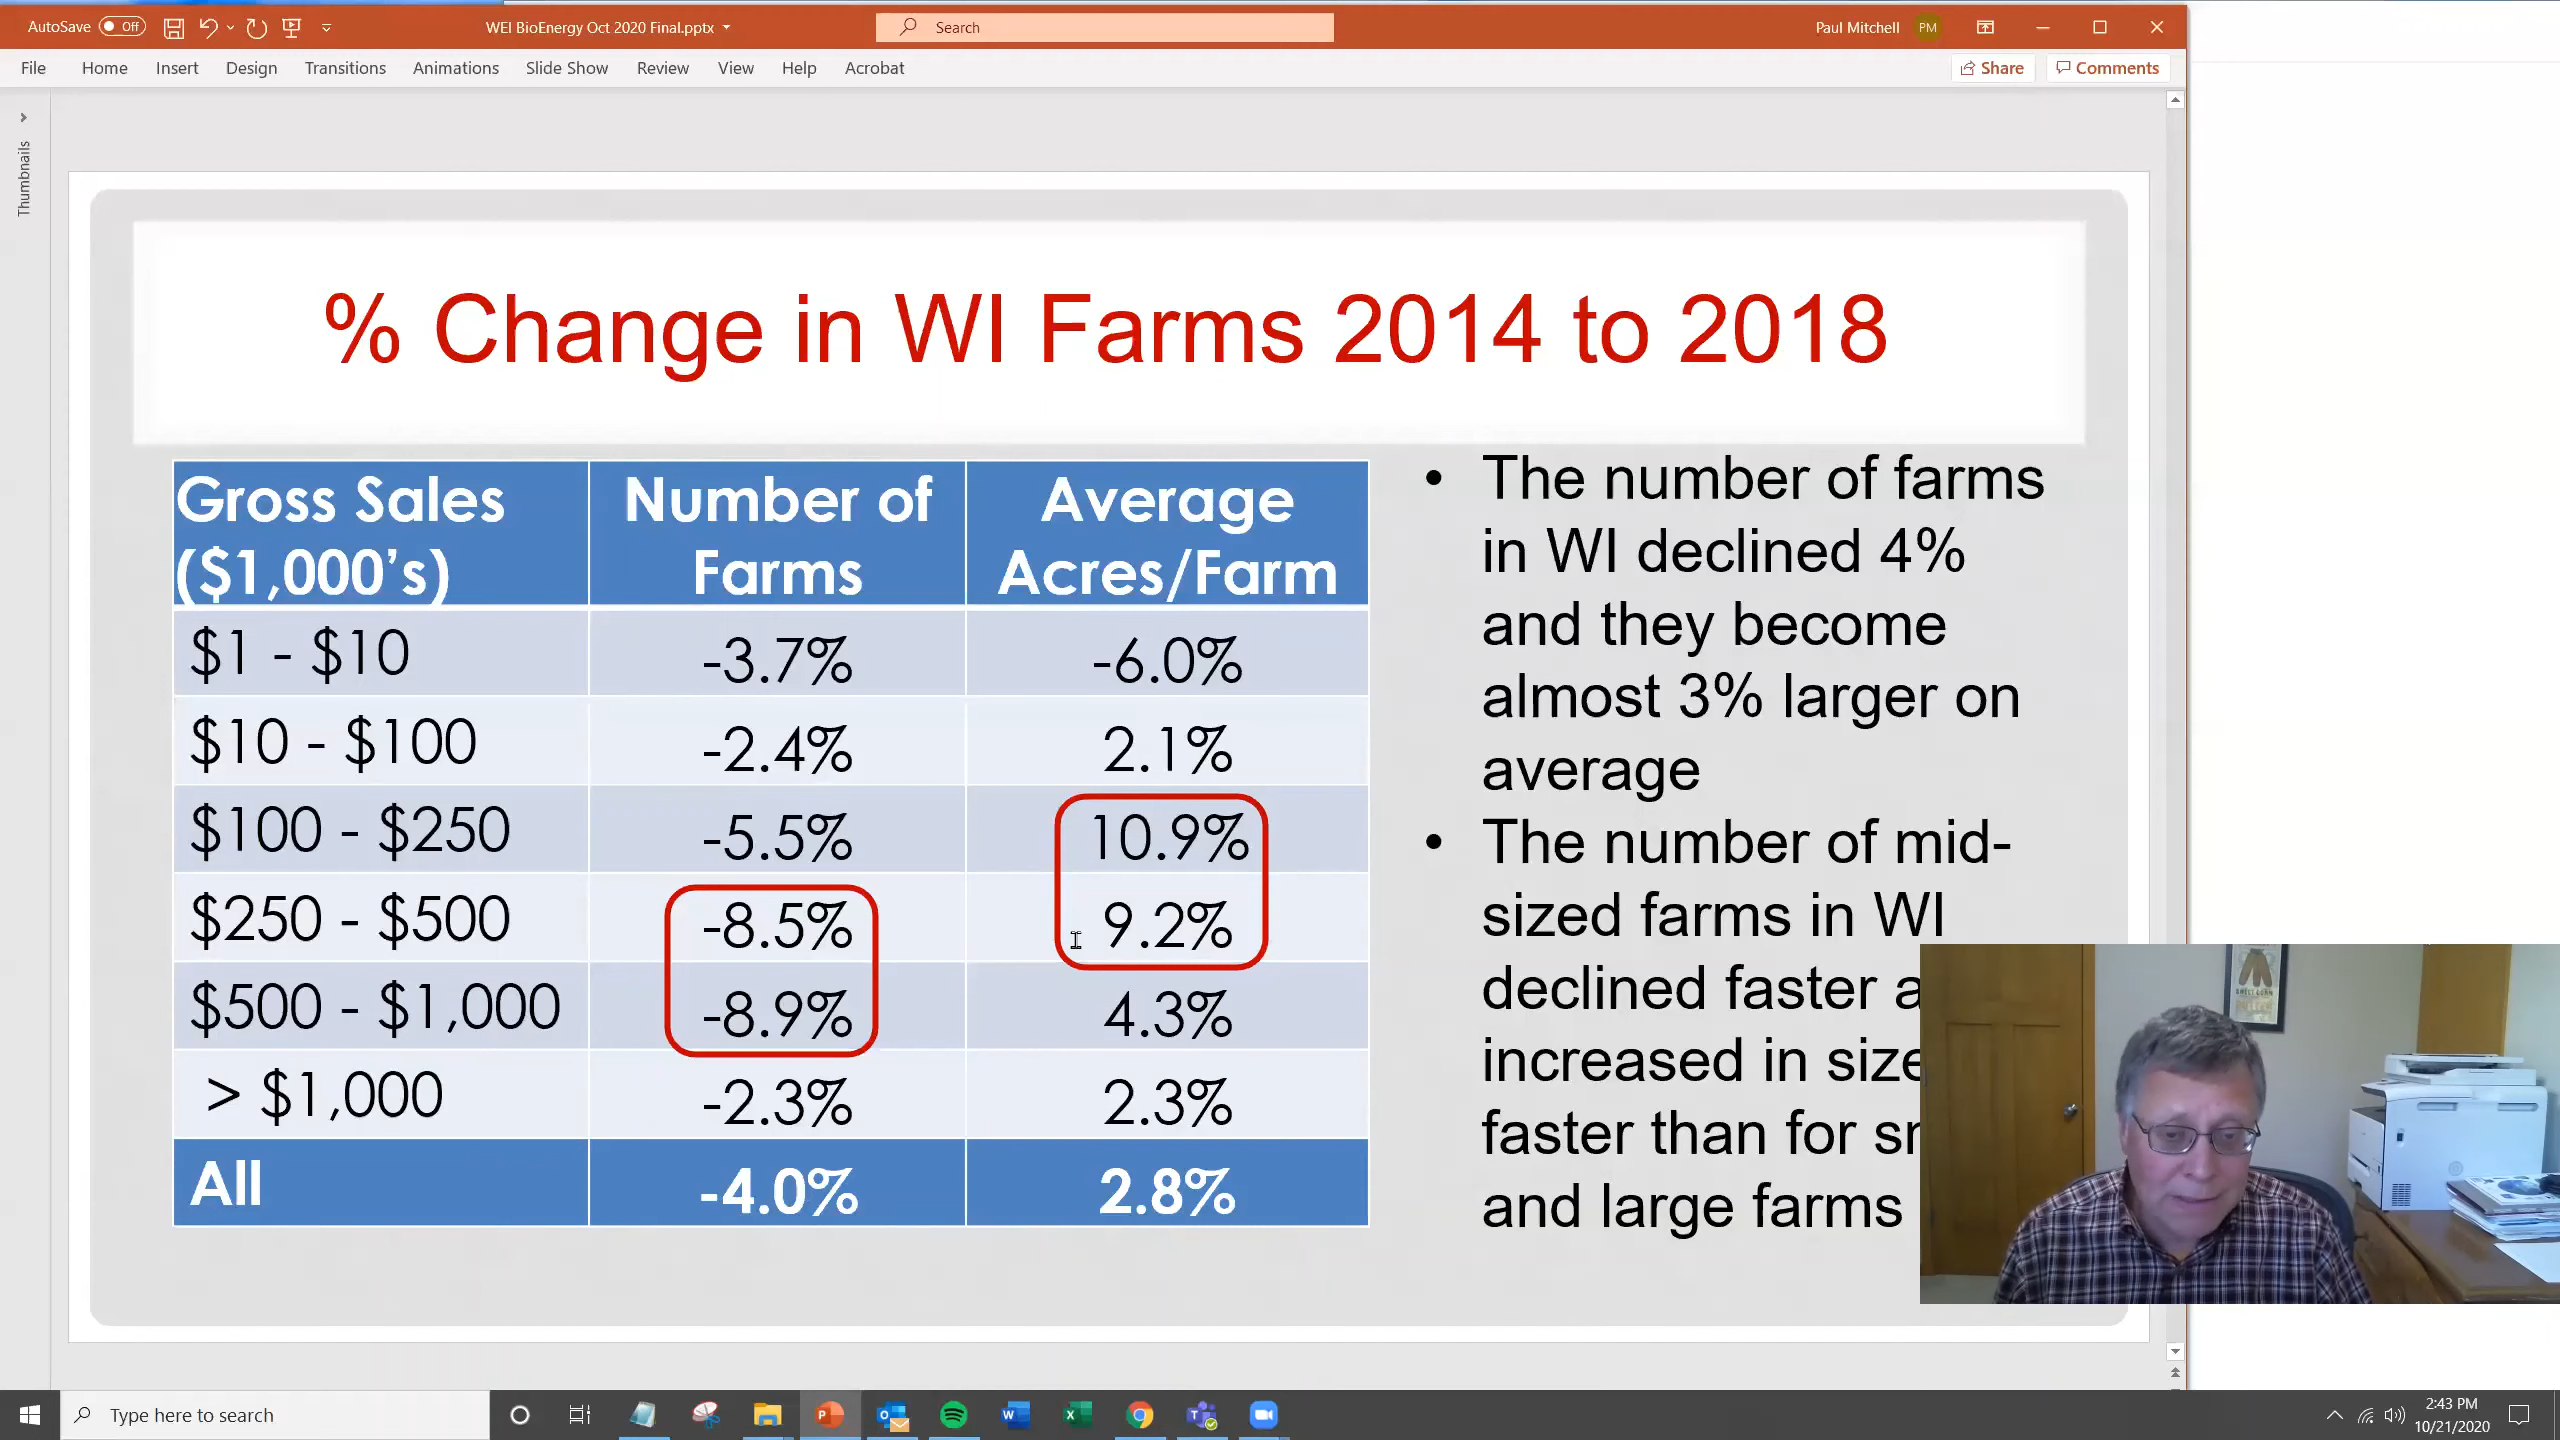 AutoSave Off
WEI BioEnergy Oct 2020 Final.pptx
Search
Paul Mitchell PM
File Home Insert Design Transitions Animations Slide Show Review View Help Acrobat
Share Comments
Thumbnails
% Change in WI Farms 2014 to 2018
Gross Sales ($1,000's) Number of Farms Average Acres/Farm
$1 - $10 -3.7% -6.0%
$10 - $100 -2.4% 2.1%
$100 - $250 -5.5% 10.9%
$250 - $500 -8.5% 9.2%
$500 - $1,000 -8.9% 4.3%
> $1,000 -2.3% 2.3%
All -4.0% 2.8%
• The number of farms
in WI declined 4%
and they become
almost 3% larger on
average
• The number of mid-
sized farms in WI
declined faster
increased in size
faster than for
and large farms
Type here to search
2:43 PM
10/21/2020